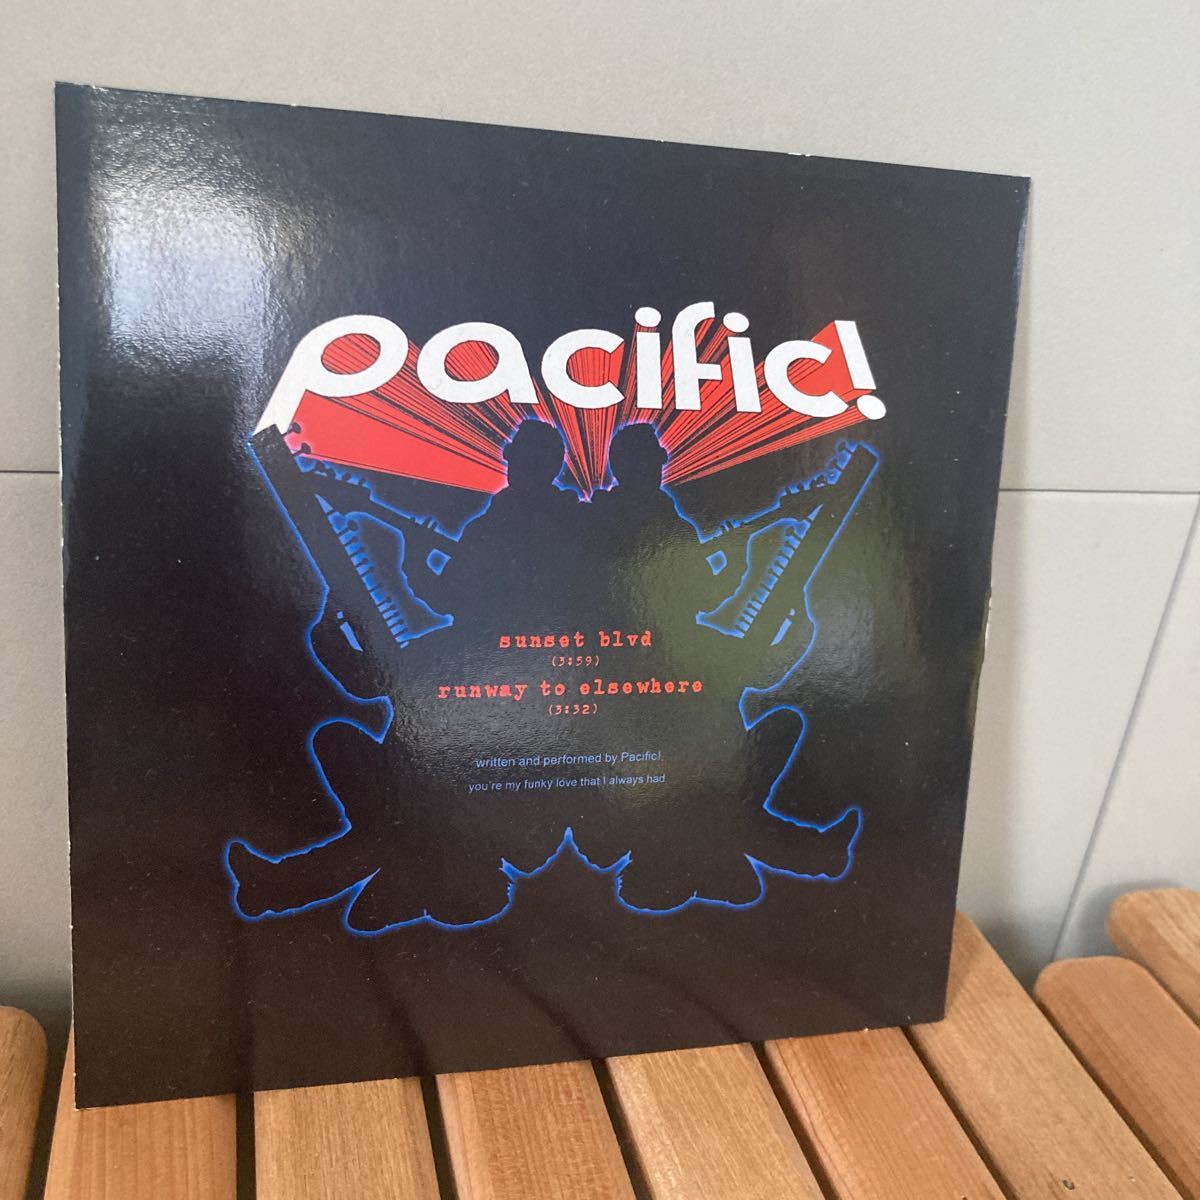 pacific!
sunset blvd
(3:59)
runway to elsewhere
(3:32)
written and performed by Pacific!.
you're my funky love that I always had